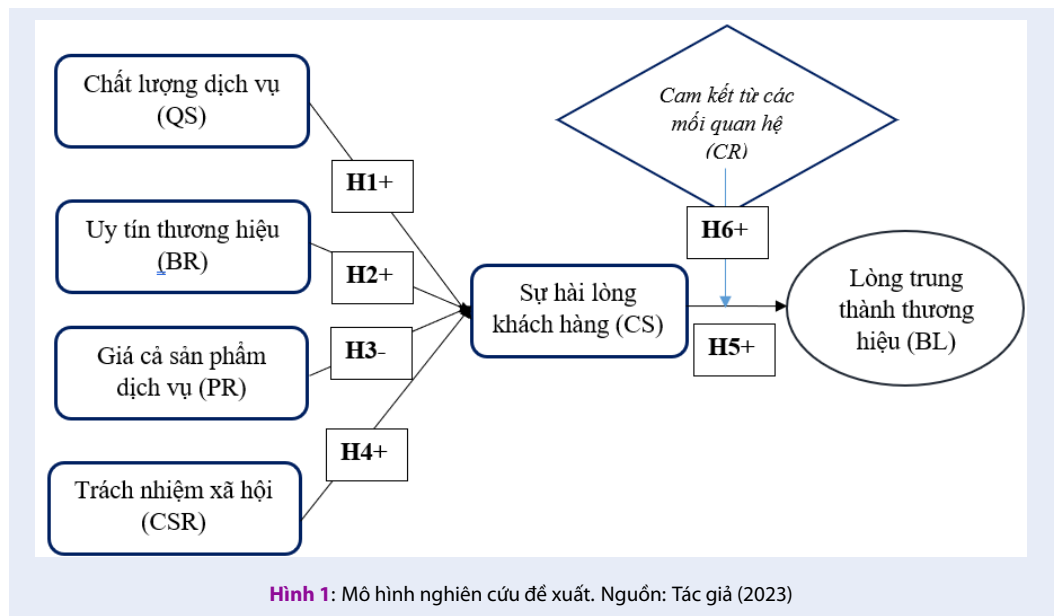 Chất lượng dịch vụ
(QS)
Uy tín thương hiệu
(BR)
Giá cả sản phẩm
dịch vụ (PR)
Trách nhiệm xã hội
(CSR)
H1+
H2+
H3-
H4+
Sự hài lòng
khách hàng (CS)
Cam kết từ các
mối quan hệ
(CR)
H6+
H5+
Lòng trung
thành thương
hiệu (BL)
Hình 1: Mô hình nghiên cứu đề xuất. Nguồn: Tác giả (2023)